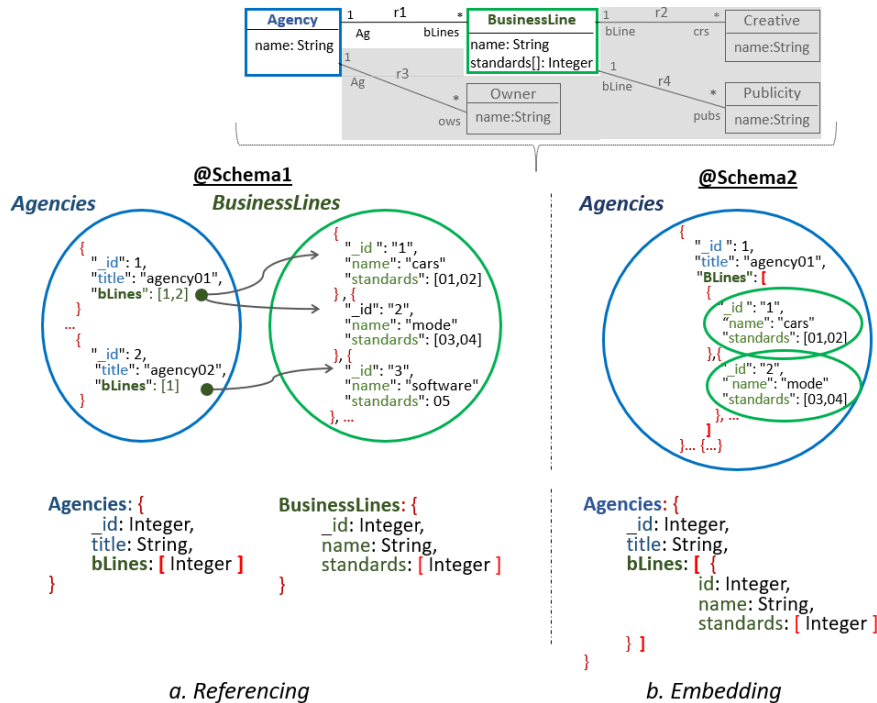 Agency
name: String
1 r1 *
Ag bLines
BusinessLine
name: String
standards[]: Integer
1 r2 *
bLine crs
Creative
name:String
1 r3 *
Ag ows
Owner
name:String
1 r4 *
bLine pubs
Publicity
name:String
@Schema1
Agencies
{
"_id": 1,
"title": "agency01",
"bLines": [1,2]
}
...
{
"_id": 2,
"title": "agency02",
"bLines": [1]
}
BusinessLines
{
"_id ": "1",
"name": "cars"
"standards": [01,02]
} , {
"_id": "2",
"name": "mode"
"standards": [03,04]
}, {
"_id": "3",
"name": "software"
"standards": 05
}, ...
@Schema2
Agencies
{
"_id ": 1,
"title": "agency01",
"BLines": [
{
"_id ": "1",
"name": "cars"
"standards": [01,02]
},{
"_id": "2",
"name": "mode"
"standards": [03,04]
}, ...
]
}... {...}
Agencies: {
_id: Integer,
title: String,
bLines: [ Integer ]
}
BusinessLines: {
_id: Integer,
name: String,
standards: [ Integer ]
}
Agencies: {
_id: Integer,
title: String,
bLines: [ {
id: Integer,
name: String,
standards: [ Integer ]
} ]
}
a. Referencing
b. Embedding